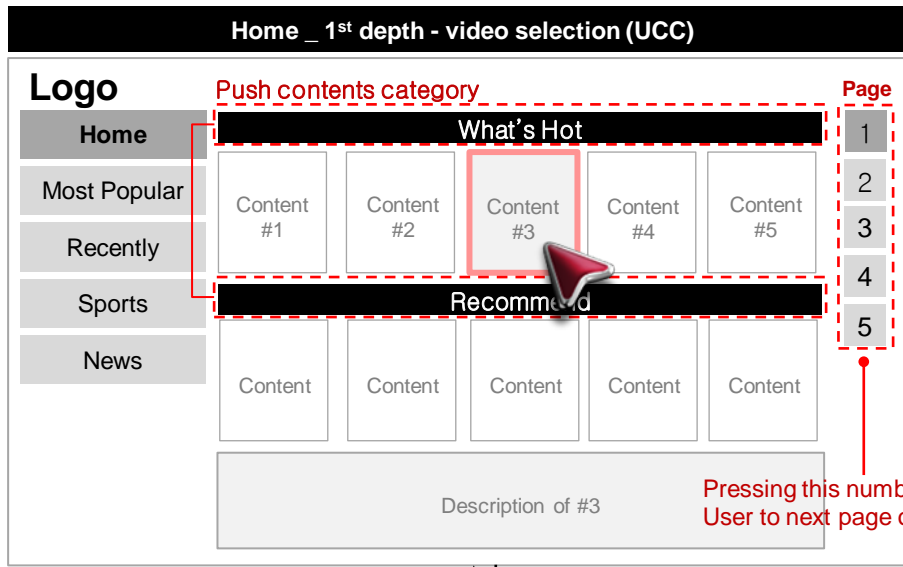 Home _ 1st depth - video selection (UCC)
Logo
Push contents category
Page
Home
Most Popular
Recently
Sports
News
What's Hot
Content
#1
Content
#2
Content
#3
Content
#4
Content
#5
Recommend
Content
Content
Content
Content
Content
Description of #3
1
2
3
4
5
Pressing this
User to next page